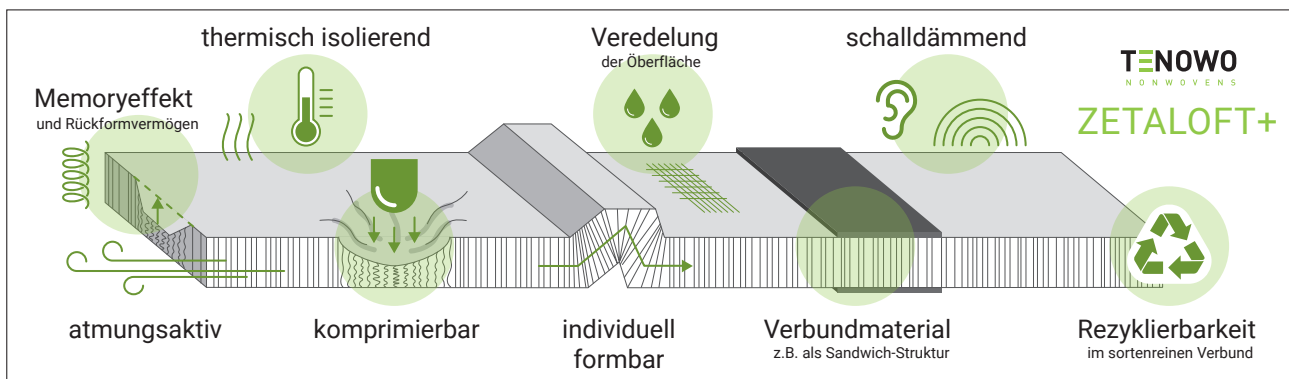 thermisch isolierend
Veredelung
der Öberfläche
schalldämmend
TENOWO
NONWOVENS
ZETALOFT+
Memoryeffekt
und Rückformvermögen
atmungsaktiv
komprimierbar
individuell
formbar
Verbundmaterial
z.B. als Sandwich-Struktur
Rezyklierbarkeit
im sortenreinen Verbund